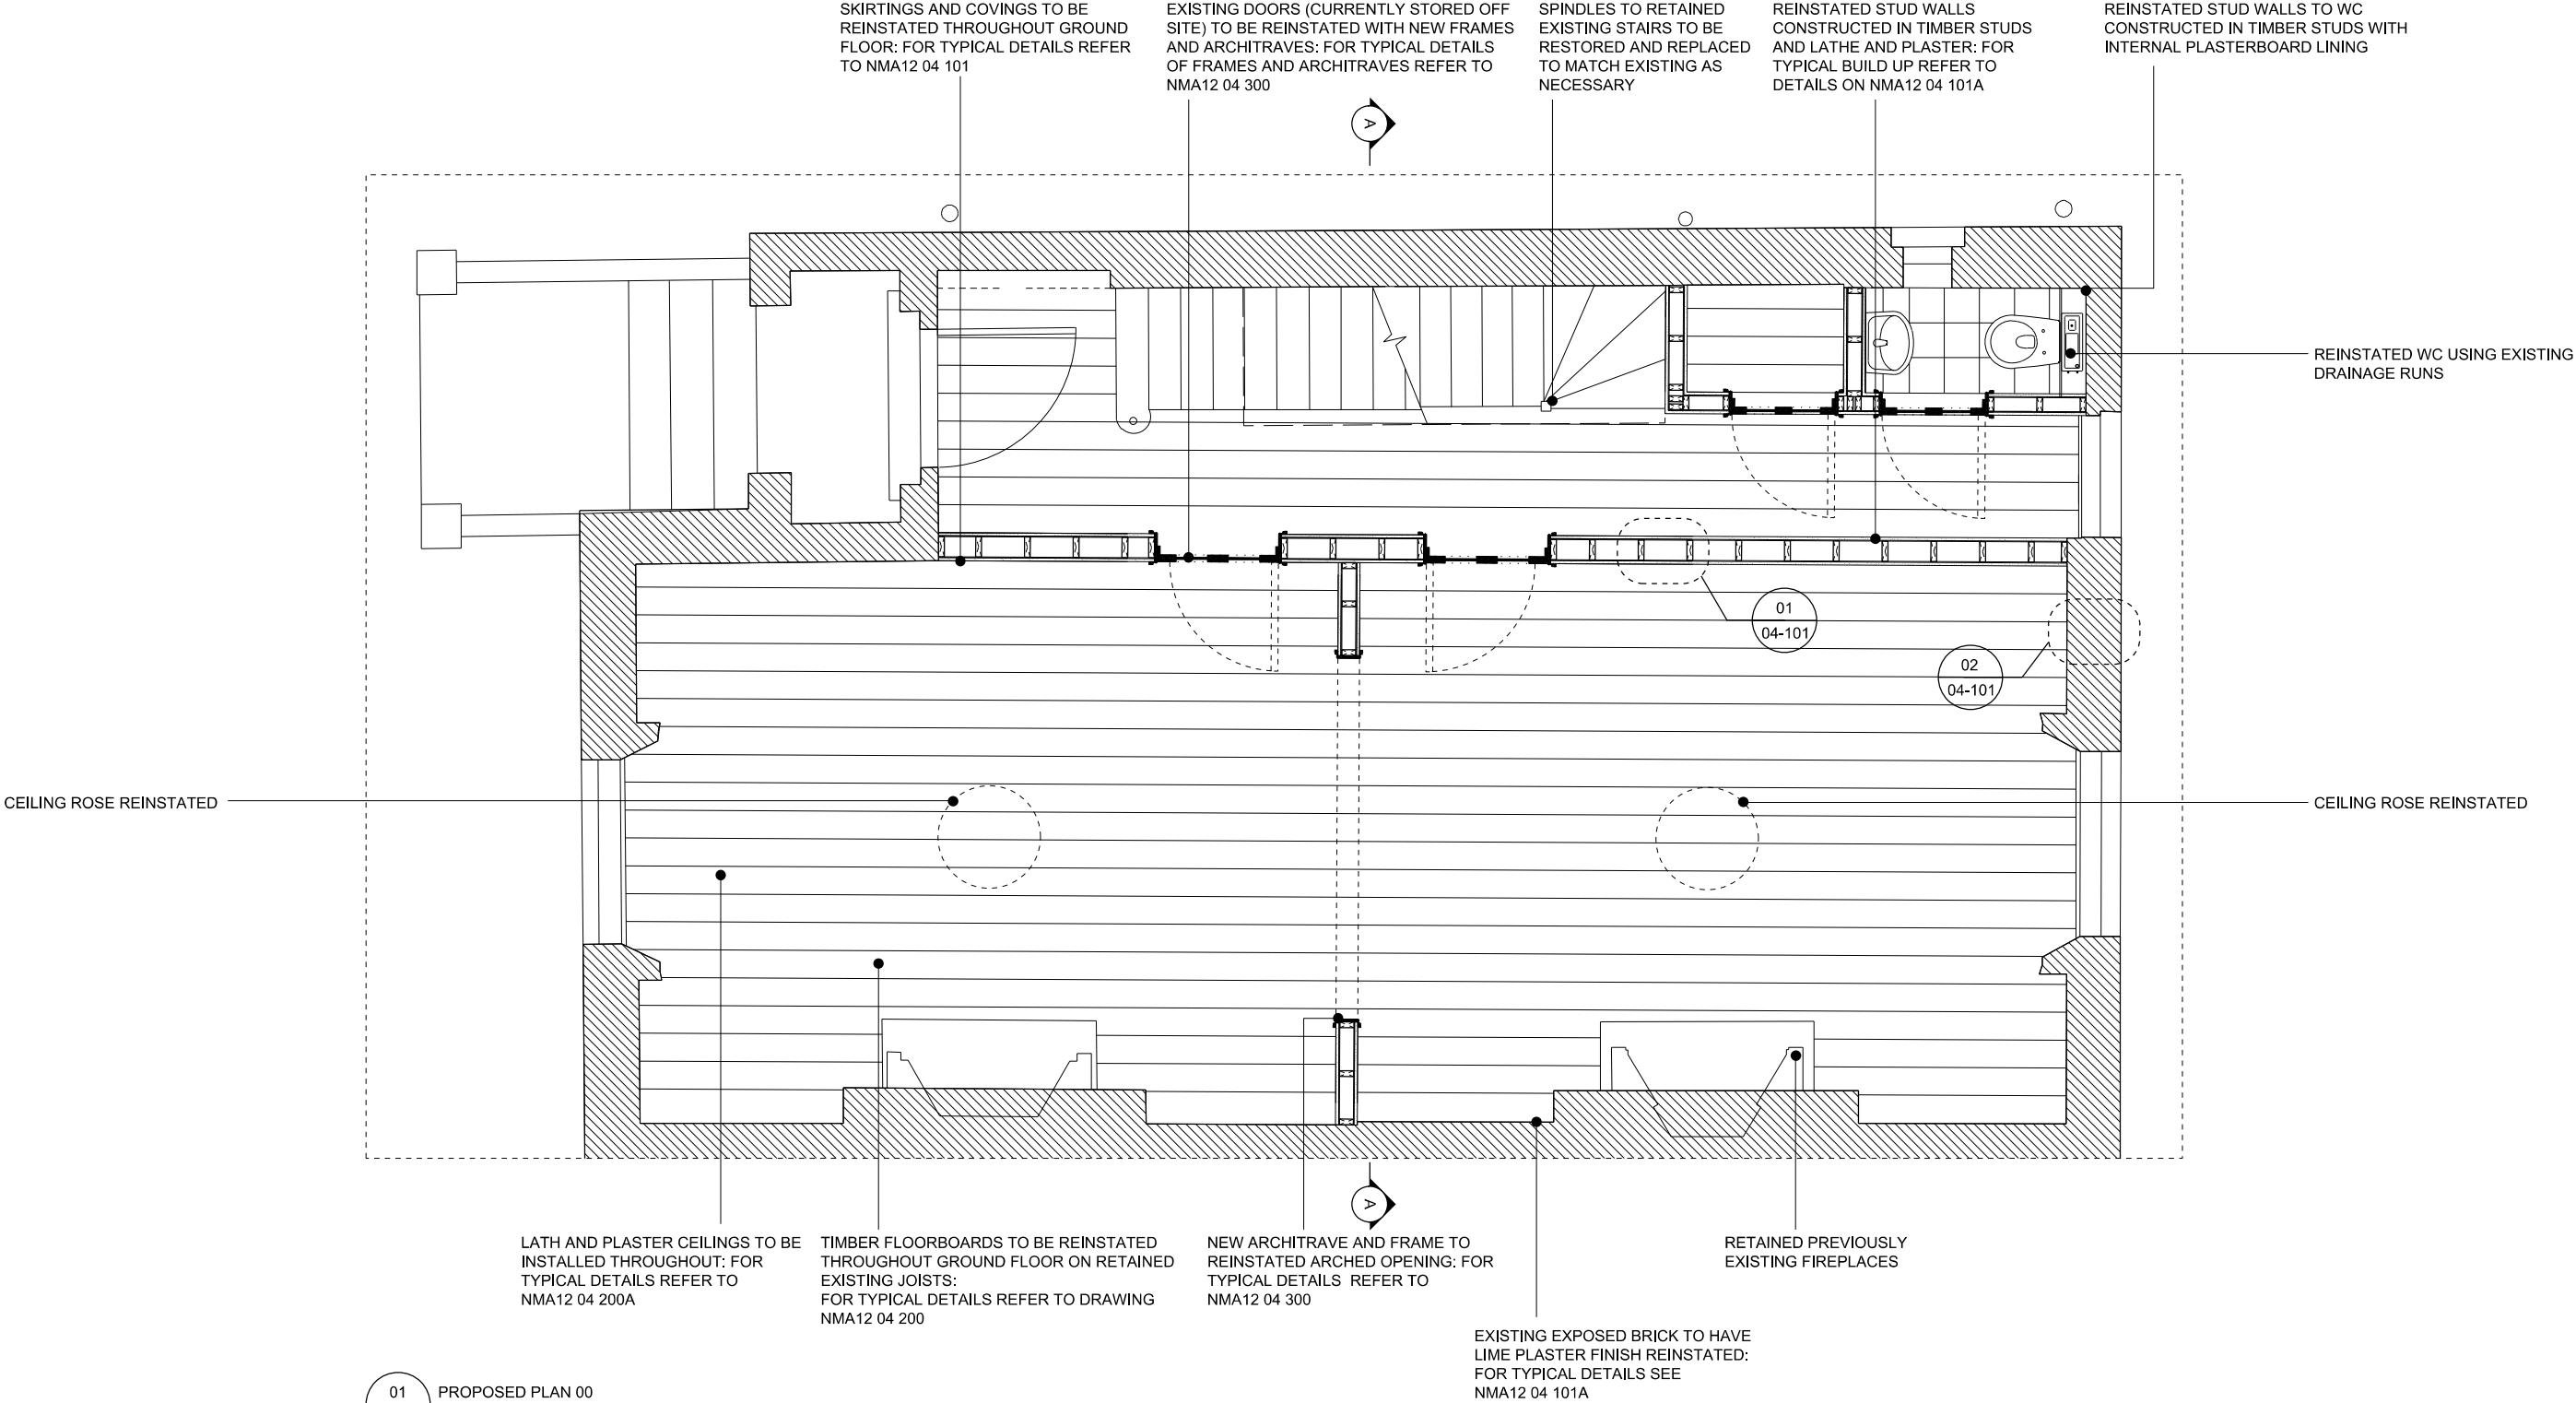 SKIRTINGS AND COVINGS TO BE
REINSTATED THROUGHOUT GROUND
FLOOR: FOR TYPICAL DETAILS REFER
TO NMA12 04 101
EXISTING DOORS (CURRENTLY STORED OFF
SITE) TO BE REINSTATED WITH NEW FRAMES
AND ARCHITRAVES: FOR TYPICAL DETAILS
OF FRAMES AND ARCHITRAVES REFER TO
NMA12 04 300
SPINDLES TO RETAINED
EXISTING STAIRS TO BE
RESTORED AND REPLACED
TO MATCH EXISTING AS
NECESSARY
REINSTATED STUD WALLS
CONSTRUCTED IN TIMBER STUDS
AND LATHE AND PLASTER: FOR
TYPICAL BUILD UP REFER TO
DETAILS ON NMA12 04 101A
REINSTATED STUD WALLS TO WC
CONSTRUCTED IN TIMBER STUDS WITH
INTERNAL PLASTERBOARD LINING
A
REINSTATED WC USING EXISTING
DRAINAGE RUNS
01
04-101
02
04-101
CEILING ROSE REINSTATED
CEILING ROSE REINSTATED
A
LATH AND PLASTER CEILINGS TO BE
INSTALLED THROUGHOUT: FOR
TYPICAL DETAILS REFER TO
NMA12 04 200A
TIMBER FLOORBOARDS TO BE REINSTATED
THROUGHOUT GROUND FLOOR ON RETAINED
EXISTING JOISTS:
FOR TYPICAL DETAILS REFER TO DRAWING
NMA12 04 200
NEW ARCHITRAVE AND FRAME TO
REINSTATED ARCHED OPENING: FOR
TYPICAL DETAILS REFER TO
NMA12 04 300
RETAINED PREVIOUSLY
EXISTING FIREPLACES
EXISTING EXPOSED BRICK TO HAVE
LIME PLASTER FINISH REINSTATED:
FOR TYPICAL DETAILS SEE
NMA12 04 101A
01
PROPOSED PLAN 00